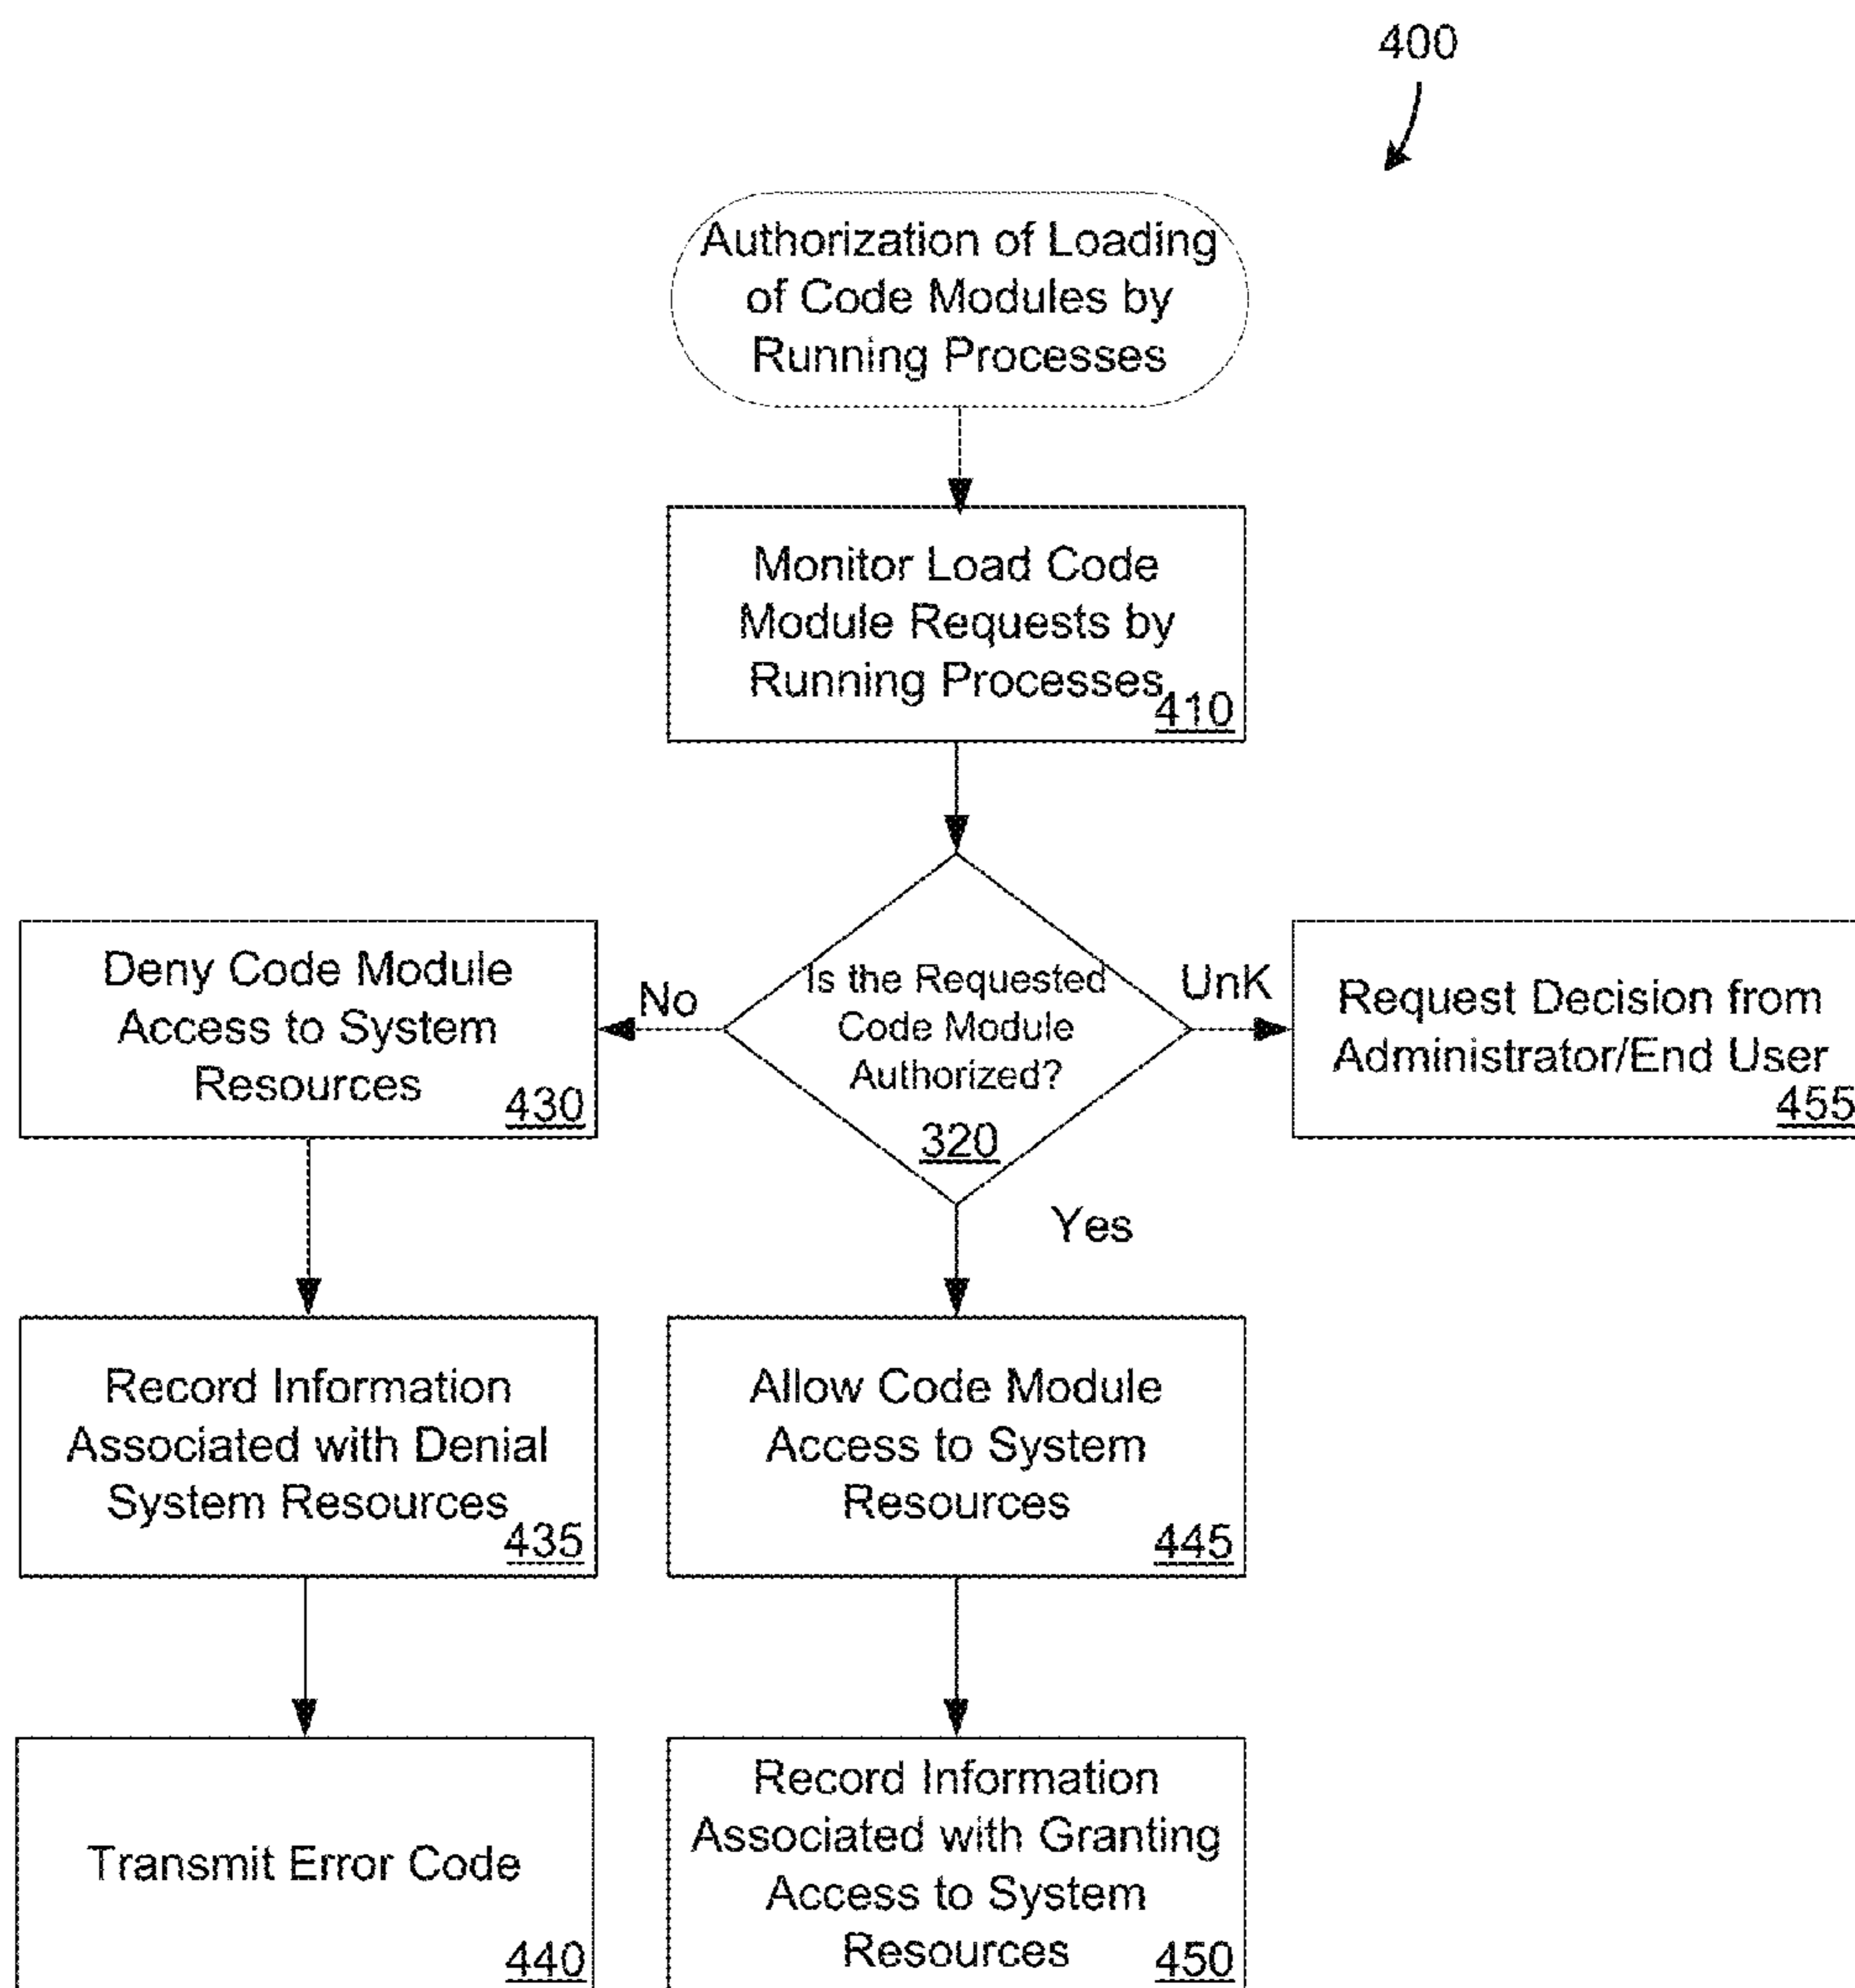 400
Authorization of Loading
of Code Modules by
Running Processes
Monitor Load Code
Module Requests by
Running Processes
410
Is the Requested
Code Module
Authorized?
320
No
UnK
Yes
Deny Code Module
Access to System
Resources
430
Request Decision from
Administrator/End User
455
Record Information
Associated with Denial
System Resources
435
Allow Code Module
Access to System
Resources
445
Transmit Error Code
440
Record Information
Associated with Granting
Access to System
Resources
450